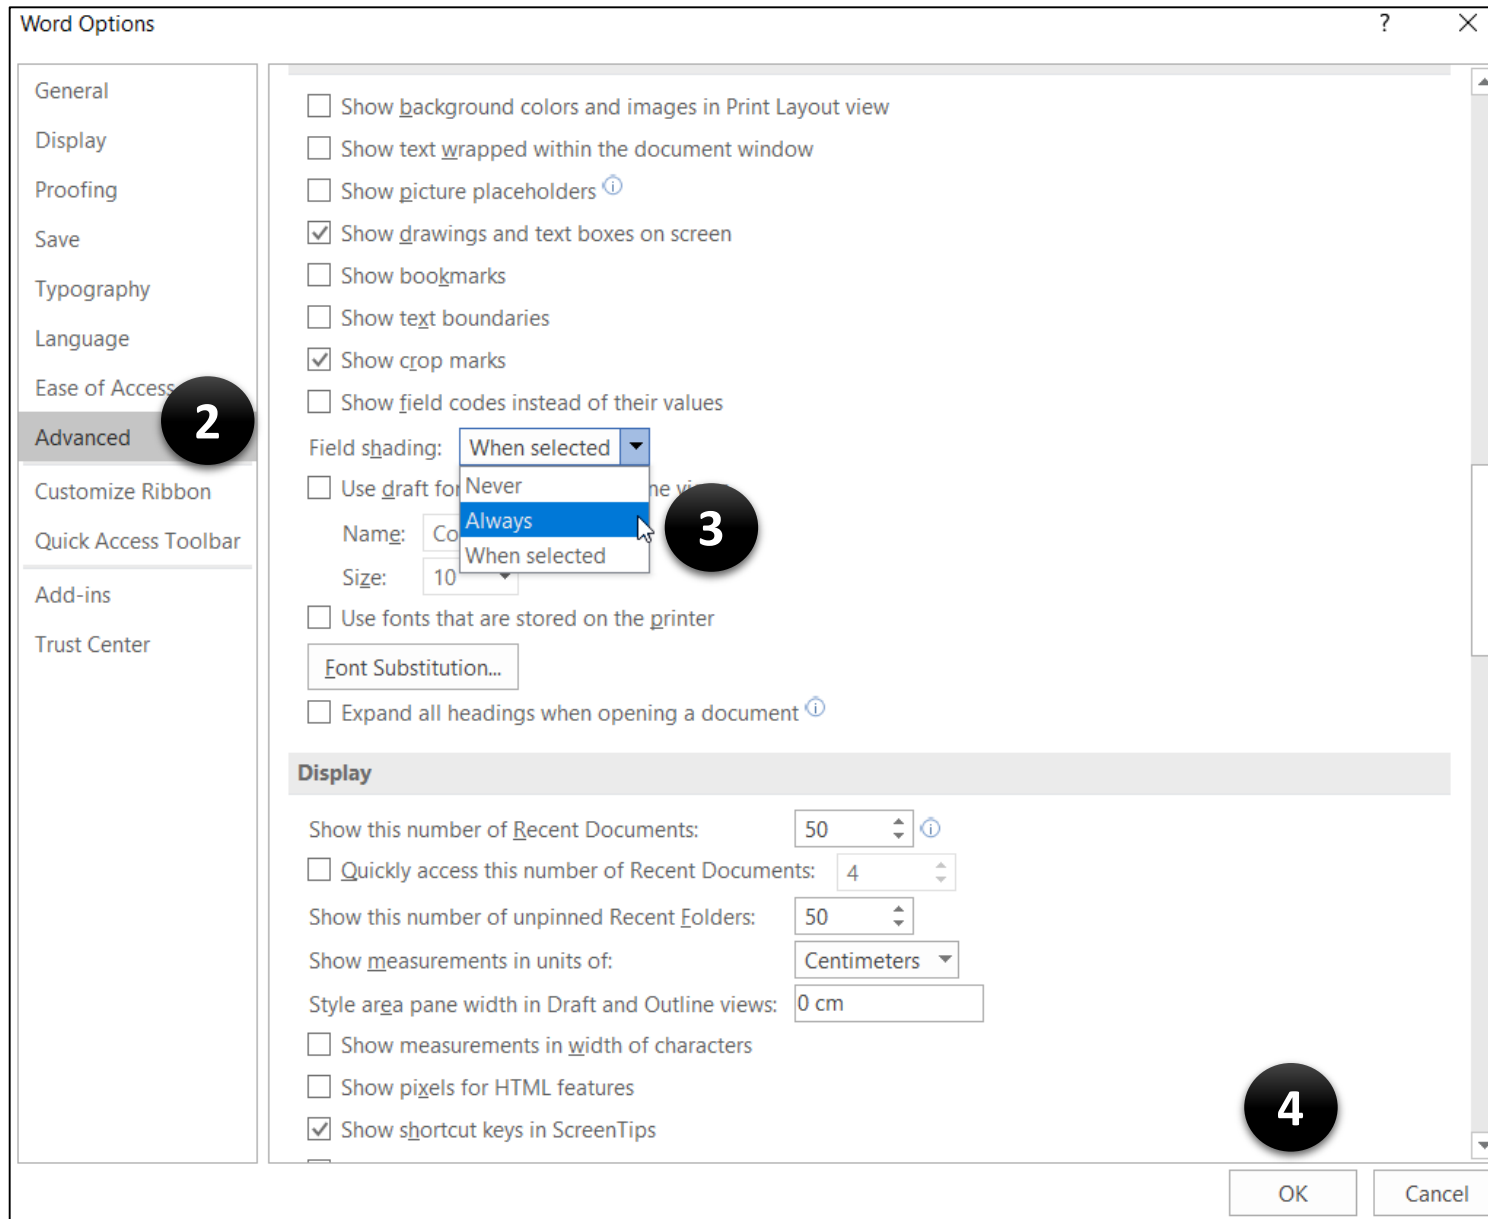 Word Options ?
General
Display
Proofing
Save
Typography
Language
Ease of Access
Advanced
2
Customize Ribbon
Quick Access Toolbar
Add-ins
Trust Center
Show background colors and images in Print Layout view
Show text wrapped within the document window
Show picture placeholders
Show drawings and text boxes on screen
Show bookmarks
Show text boundaries
Show crop marks
Show field codes instead of their values
Field shading: When selected
Never
Always
When selected
3
Use draft
Name:
Size: 10
Use fonts that are stored on the printer
Font Substitution...
Expand all headings when opening a document
Display
Show this number of Recent Documents: 50
Quickly access this number of Recent Documents: 4
Show this number of unpinned Recent Folders: 50
Show measurements in units of: Centimeters
Style area pane width in Draft and Outline views: 0 cm
Show measurements in width of characters
Show pixels for HTML features
Show shortcut keys in ScreenTips
4
OK Cancel